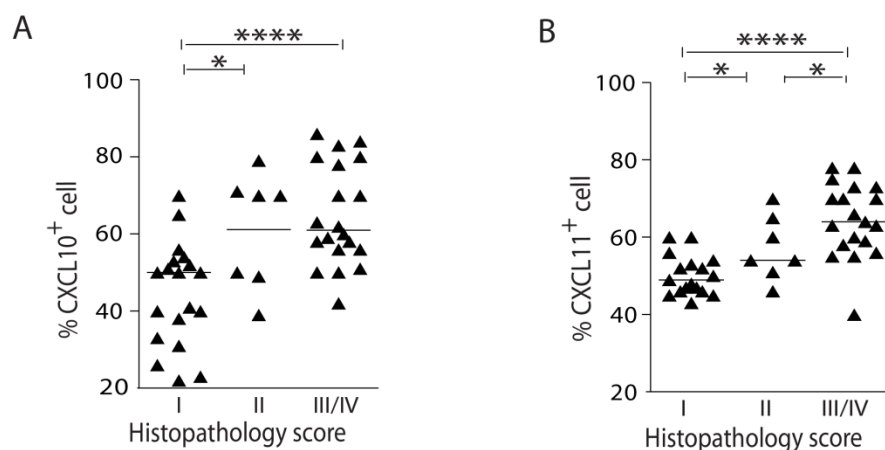 A
****
*
% CXCL10+ cell
100
80
60
40
20
I II III/IV
Histopathology score
B
****
* *
% CXCL11+ cell
100
80
60
40
20
I II III/IV
Histopathology score